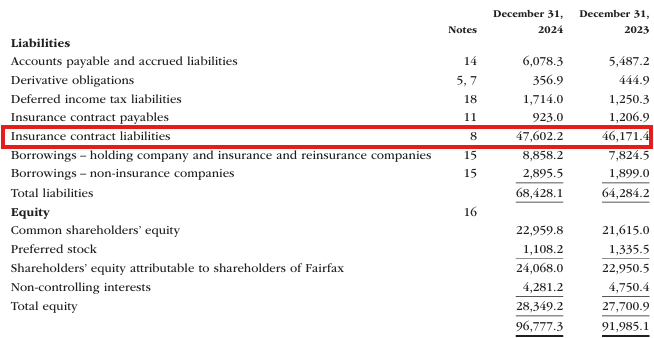 December 31, December 31,
Notes 2024 2023
Liabilities
Accounts payable and accrued liabilities 14 6,078.3 5,487.2
Derivative obligations 5, 7 356.9 444.9
Deferred income tax liabilities 18 1,714.0 1,250.3
Insurance contract payables 11 923.0 1,206.9
Insurance contract liabilities 8 47,602.2 46,171.4
Borrowings – holding company and insurance and reinsurance companies 15 8,858.2 7,824.5
Borrowings – non-insurance companies 15 2,895.5 1,899.0
Total liabilities 68,428.1 64,284.2
Equity 16
Common shareholders' equity 22,959.8 21,615.0
Preferred stock 1,108.2 1,335.5
Shareholders' equity attributable to shareholders of Fairfax 24,068.0 22,950.5
Non-controlling interests 4,281.2 4,750.4
Total equity 28,349.2 27,700.9
96,777.3 91,985.1